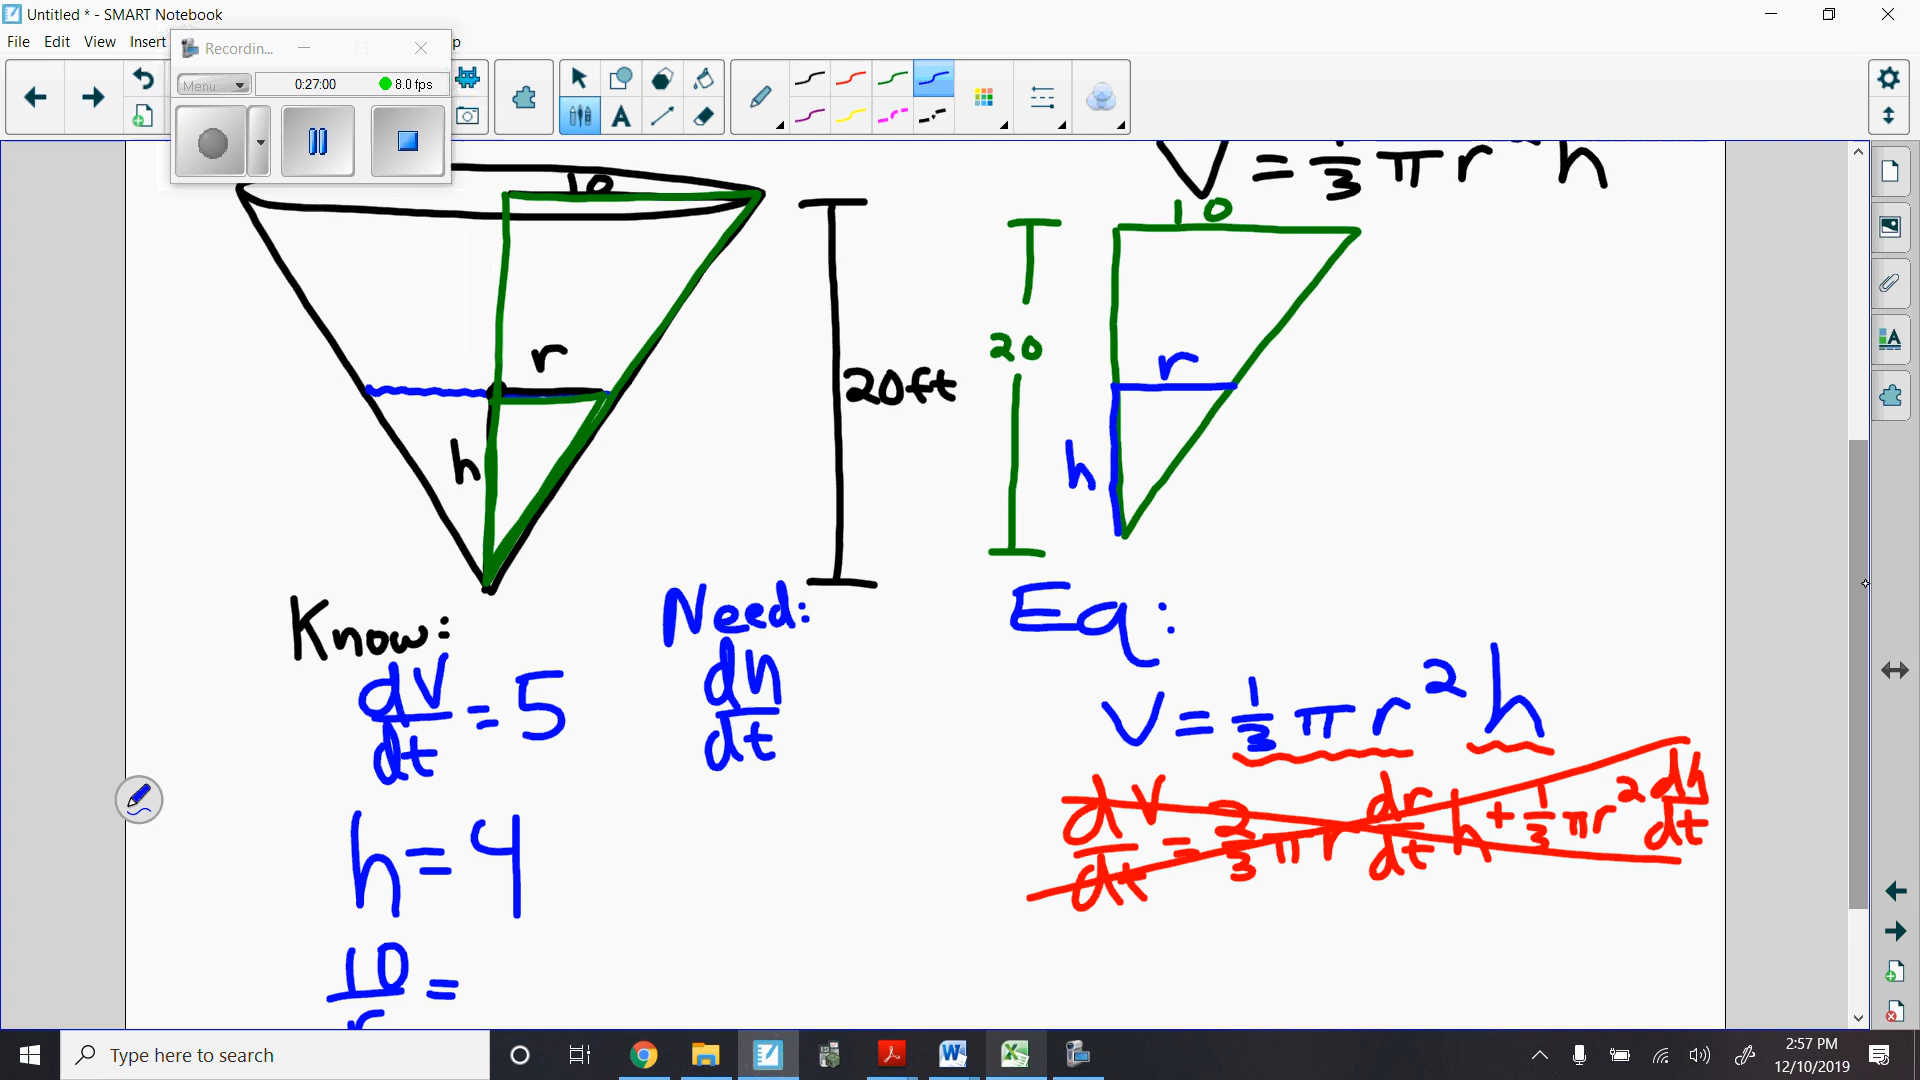 Untitled * - SMART Notebook
File Edit View Insert p
Recordin...
Menu 0:27:00 8.0 fps
V = 1/3 π r² h
10
10
r
20
20ft
r
h
h
Know: Need: Eq:
dV/dt = 5
dh/dt
V = 1/3 π r² h
dV/dt = 2/3 π r dr/dt h + 1/3 π r² dh/dt
h = 4
10/r =
Type here to search
2:57 PM
12/10/2019